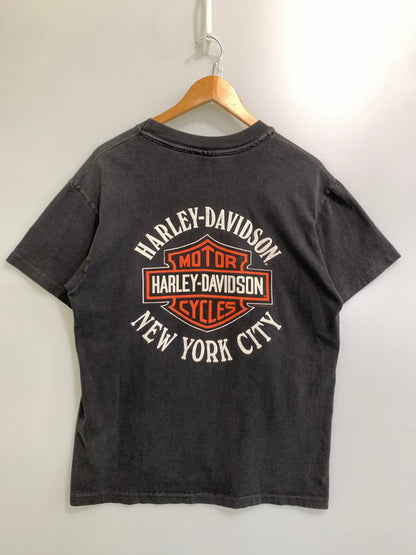 HARLEY-DAVIDSON
MOTOR
HARLEY-DAVIDSON
CYCLES
NEW YORK CITY